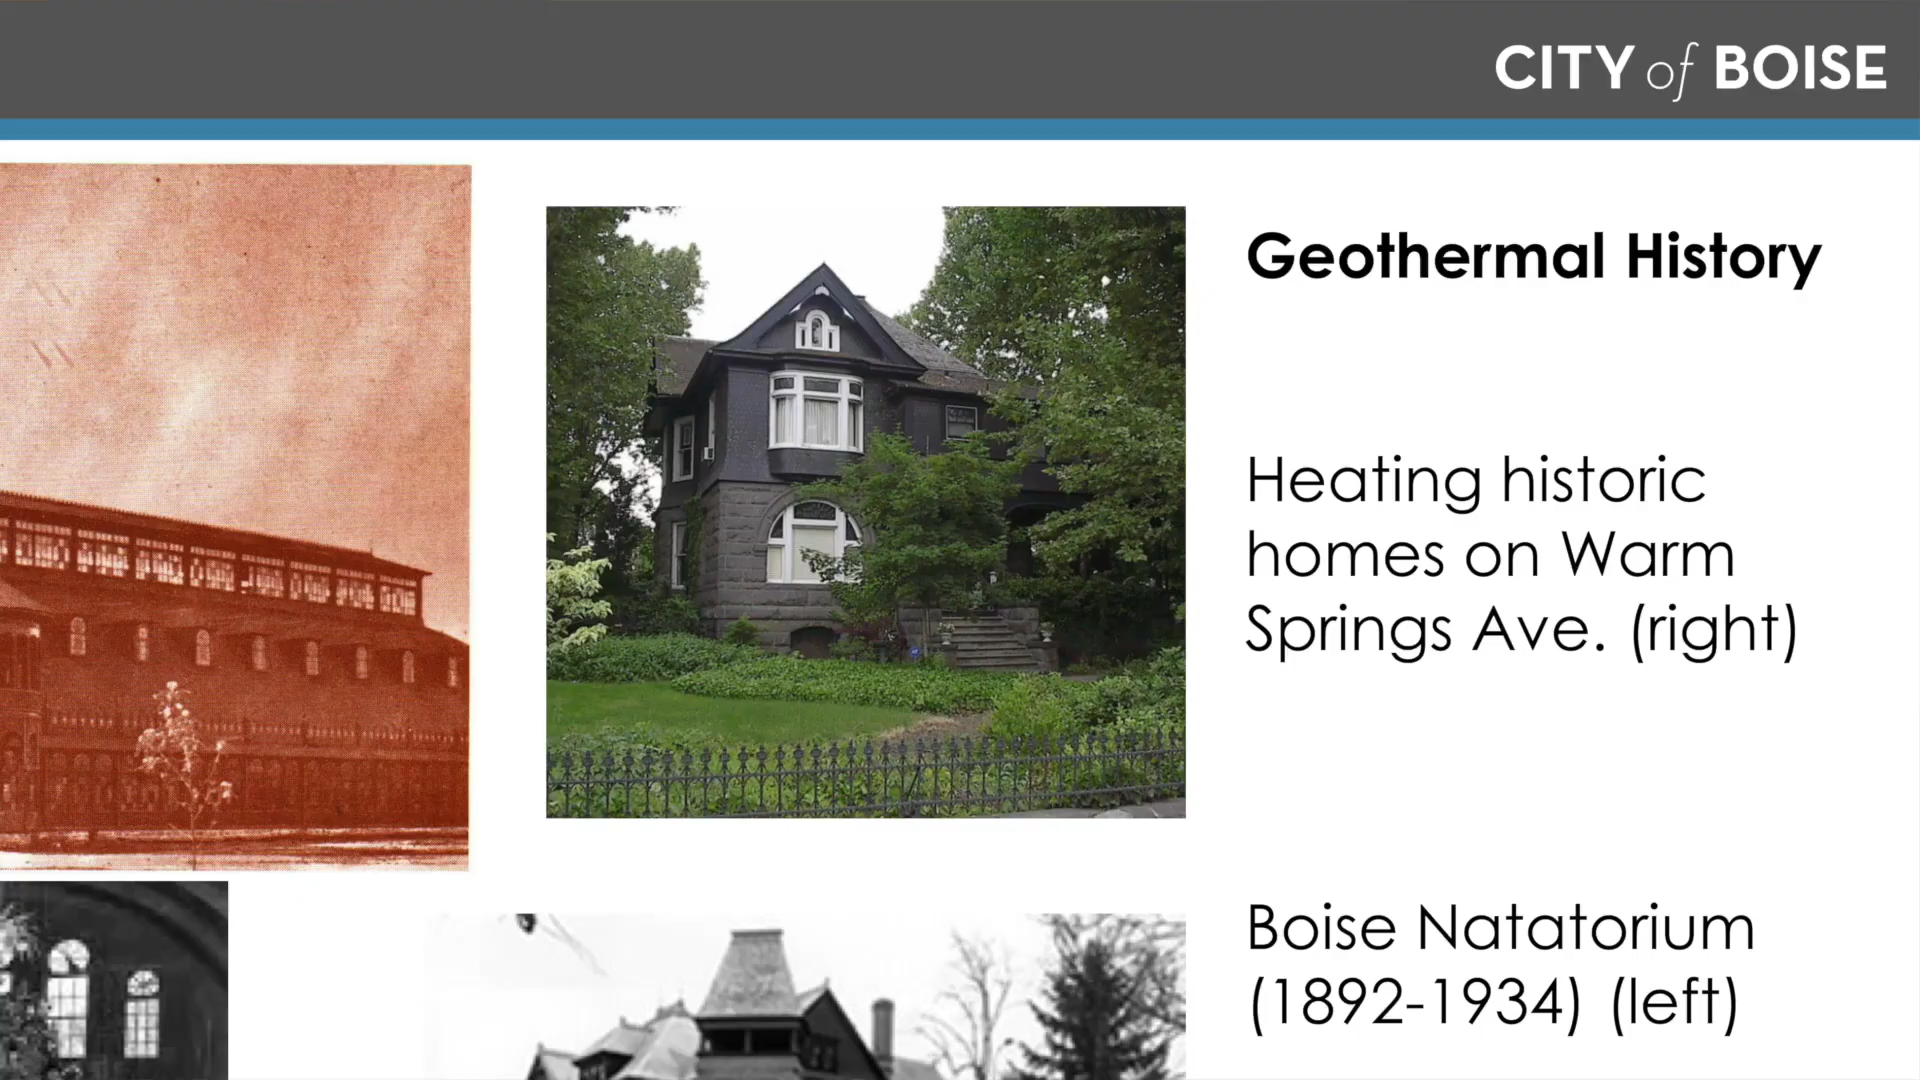 CITY of BOISE
Geothermal History
Heating historic
homes on Warm
Springs Ave. (right)
Boise Natatorium
(1892-1934) (left)